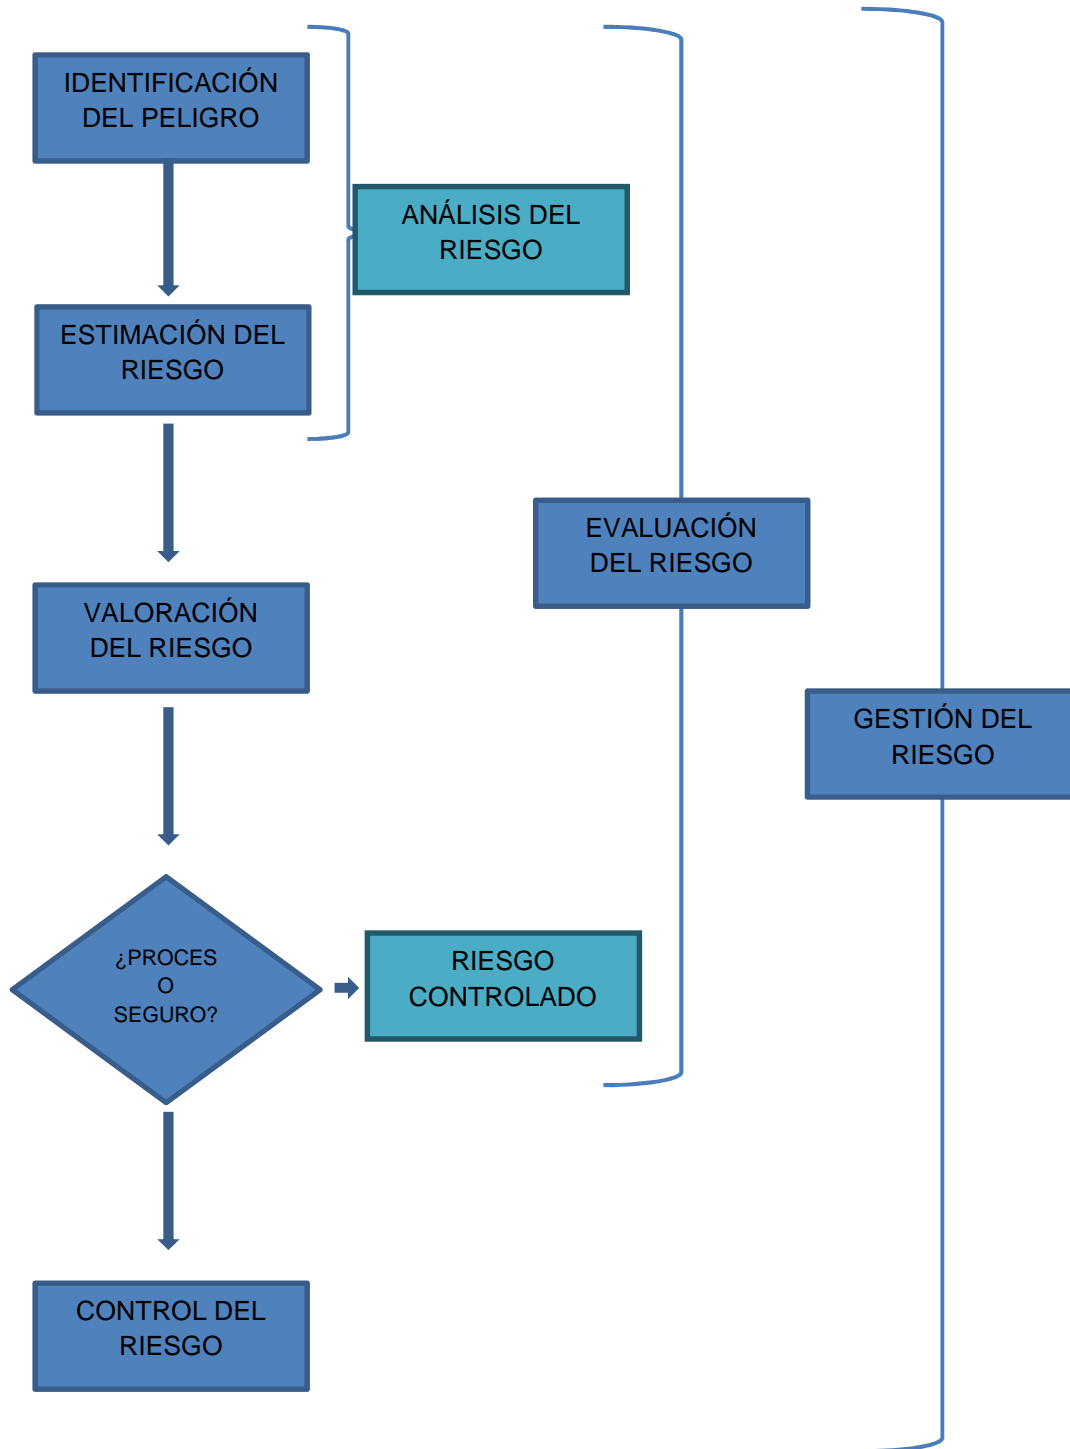 IDENTIFICACIÓN
DEL PELIGRO
ANÁLISIS DEL
RIESGO
ESTIMACIÓN DEL
RIESGO
EVALUACIÓN
DEL RIESGO
VALORACIÓN
DEL RIESGO
GESTIÓN DEL
RIESGO
¿PROCES
O
SEGURO?
RIESGO
CONTROLADO
CONTROL DEL
RIESGO